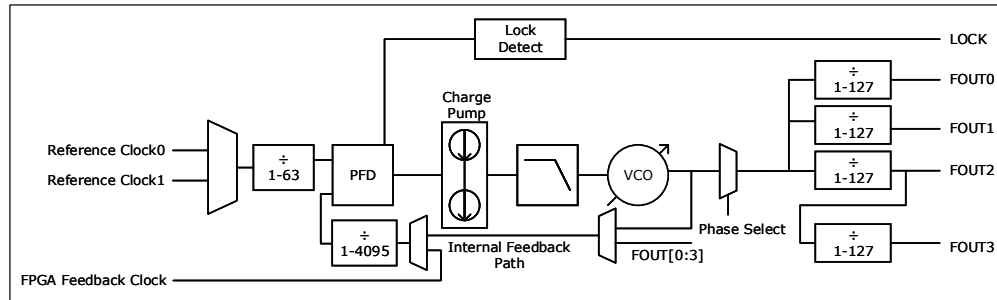 Lock
Detect
LOCK
÷
1-127
FOUT0
Charge
Pump
÷
1-127
FOUT1
Reference Clock0
÷
1-63
PFD
VCO
÷
1-127
FOUT2
Reference Clock1
Phase Select
÷
1-4095
Internal Feedback
Path
FOUT[0:3]
÷
1-127
FOUT3
FPGA Feedback Clock